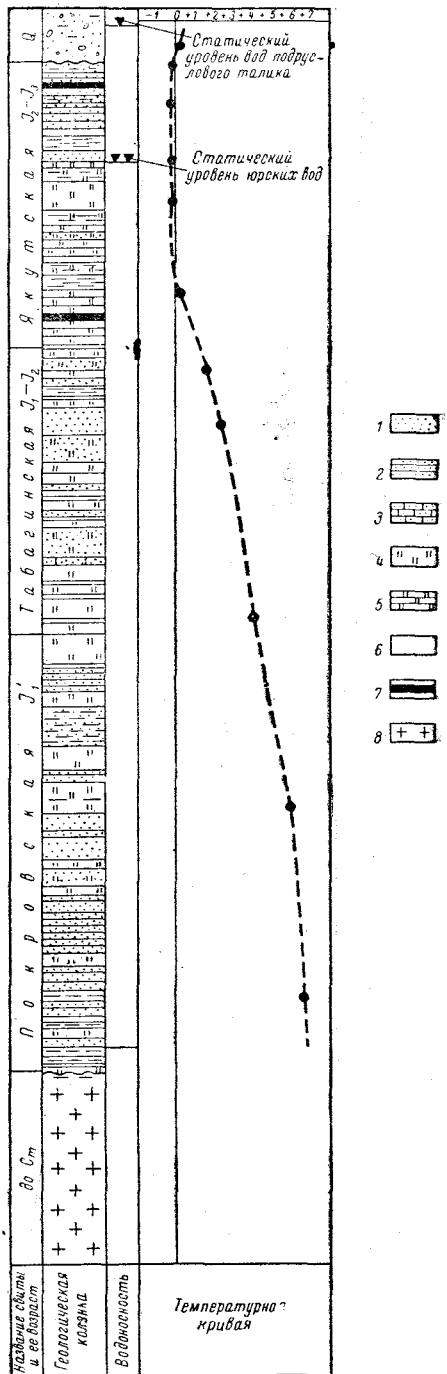 -1 0 +1 +2 +3 +4 +5 +6 +7
Статический
уровень вод подрус-
лового талика
Статический
уровень юрских вод
Q
Якутская J₂-J₃
Табагинская J₁-J₂
Покровская J₁'
до Cm
1
2
3
4
5
6
7
8
Название свиты
и ее возраст
Геологическая
колонка
Водоносность
Температурная
кривая